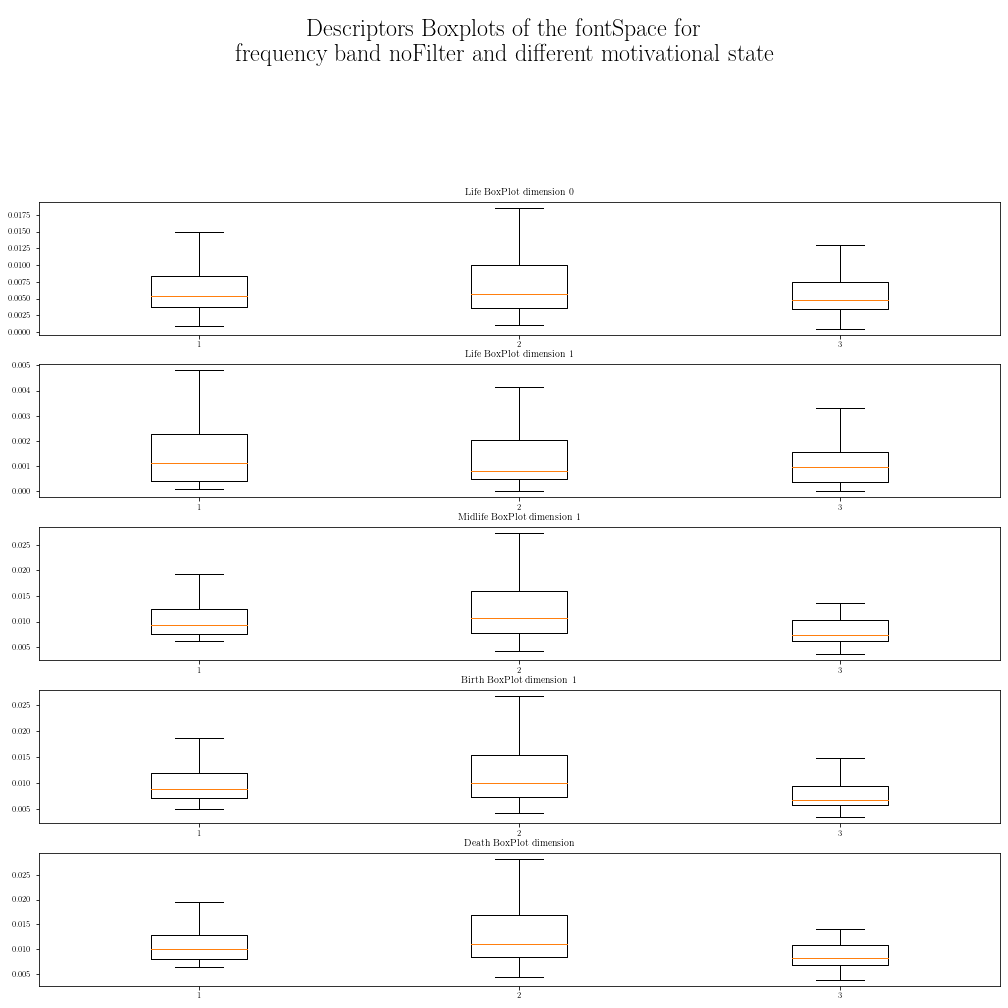 Descriptors Boxplots of the fontSpace for
frequency band noFilter and different motivational state
Life BoxPlot dimension 0
0.0175
0.0150
0.0125
0.0100
0.0075
0.0050
0.0025
0.0000
1 2 3
Life BoxPlot dimension 1
0.005
0.004
0.003
0.002
0.001
0.000
1 2 3
Midlife BoxPlot dimension 1
0.025
0.020
0.015
0.010
0.005
1 2 3
Birth BoxPlot dimension 1
0.025
0.020
0.015
0.010
0.005
1 2 3
Death BoxPlot dimension
0.025
0.020
0.015
0.010
0.005
1 2 3